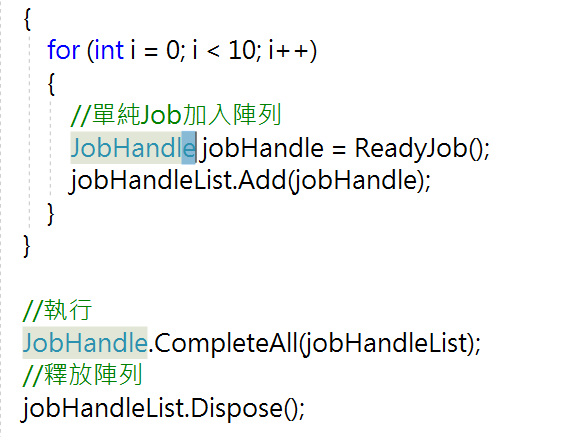 {
for (int i = 0; i < 10; i++)
{
//單純Job加入陣列
JobHandle jobHandle = ReadyJob();
jobHandleList.Add(jobHandle);
}
}
//執行
JobHandle.CompleteAll(jobHandleList);
//釋放陣列
jobHandleList.Dispose();